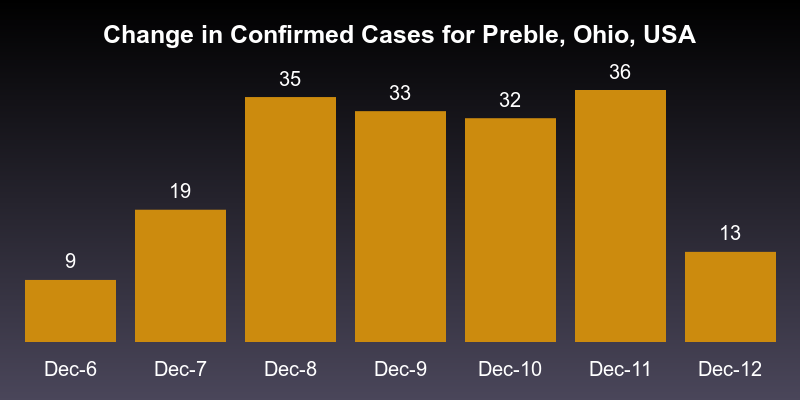 Change in Confirmed Cases for Preble, Ohio, USA
9
19
35
33
32
36
13
Dec-6
Dec-7
Dec-8
Dec-9
Dec-10
Dec-11
Dec-12